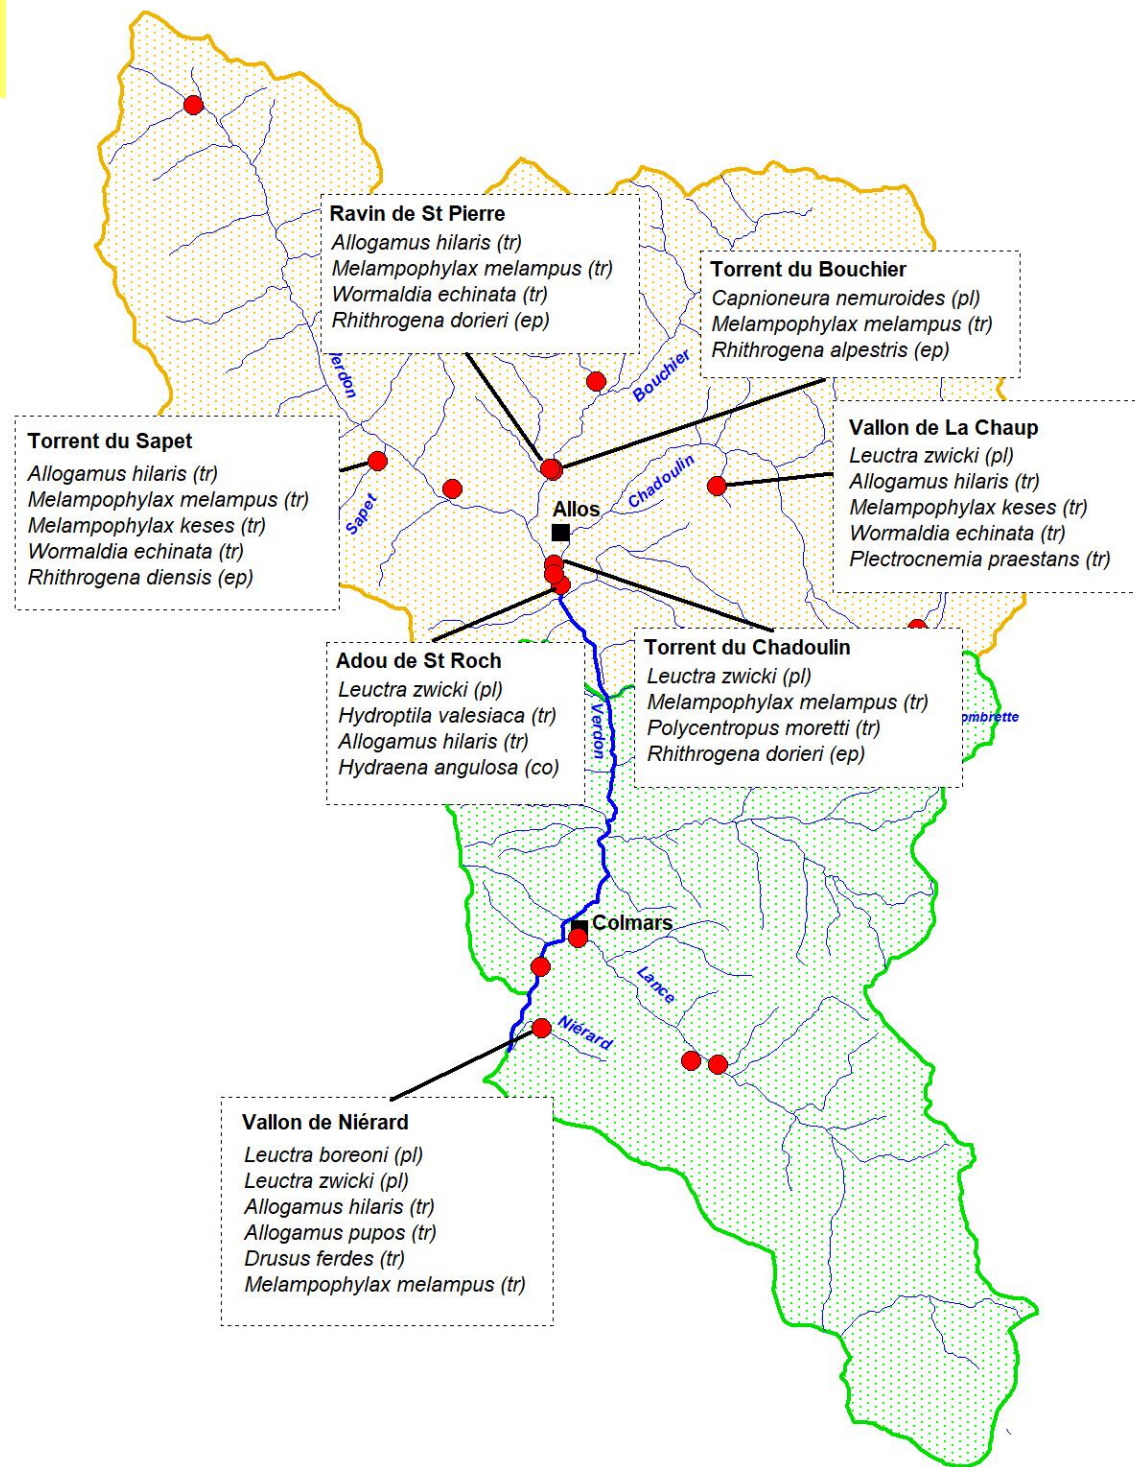 Ravin de St Pierre
Allogamus hilaris (tr)
Melampophylax melampus (tr)
Wormaldia echinata (tr)
Rhithrogena dorieri (ep)
Torrent du Bouchier
Capnioneura nemuroides (pl)
Melampophylax melampus (tr)
Rhithrogena alpestris (ep)
erdon
Bouchier
Torrent du Sapet
Allogamus hilaris (tr)
Melampophylax melampus (tr)
Melampophylax keses (tr)
Wormaldia echinata (tr)
Rhithrogena diensis (ep)
Sapet
Chadoulin
Allos
Vallon de La Chaup
Leuctra zwicki (pl)
Allogamus hilaris (tr)
Melampophylax keses (tr)
Wormaldia echinata (tr)
Plectrocnemia praestans (tr)
Adou de St Roch
Leuctra zwicki (pl)
Hydroptila valesiaca (tr)
Allogamus hilaris (tr)
Hydraena angulosa (co)
Verdon
Torrent du Chadoulin
Leuctra zwicki (pl)
Melampophylax melampus (tr)
Polycentropus moretti (tr)
Rhithrogena dorieri (ep)
ombrette
Colmars
Lance
Niérard
Vallon de Niérard
Leuctra boreoni (pl)
Leuctra zwicki (pl)
Allogamus hilaris (tr)
Allogamus pupos (tr)
Drusus ferdes (tr)
Melampophylax melampus (tr)